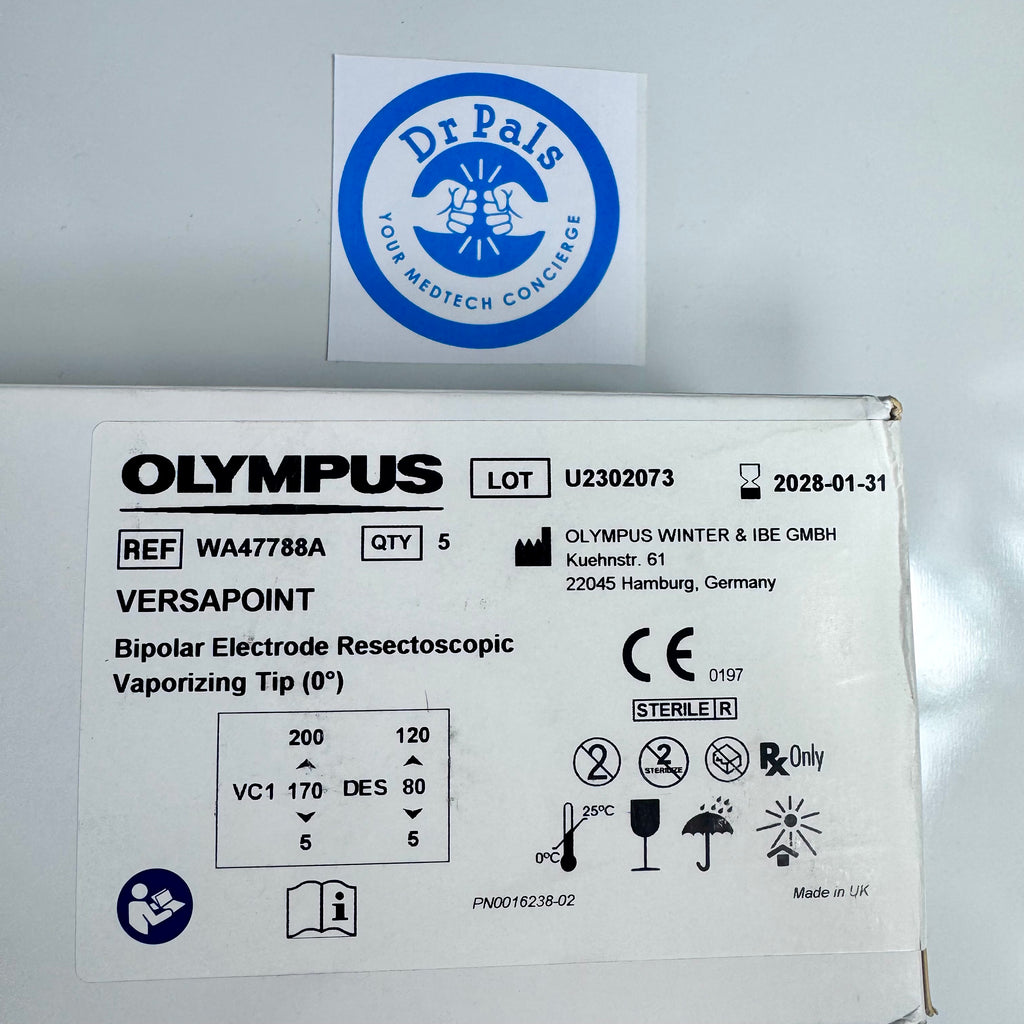 Dr Pals
YOUR MEDTECH CONCIERGE
OLYMPUS
LOT U2302073
2028-01-31
REF WA47788A QTY 5
OLYMPUS WINTER & IBE GMBH
Kuehnstr. 61
22045 Hamburg, Germany
VERSAPOINT
Bipolar Electrode Resectoscopic
Vaporizing Tip (0°)
CE 0197
STERILE R
200 120
VC1 170 DES 80
5 5
2
2 STERILIZE
Rx Only
25°C
0°C
i
PN0016238-02
Made in UK